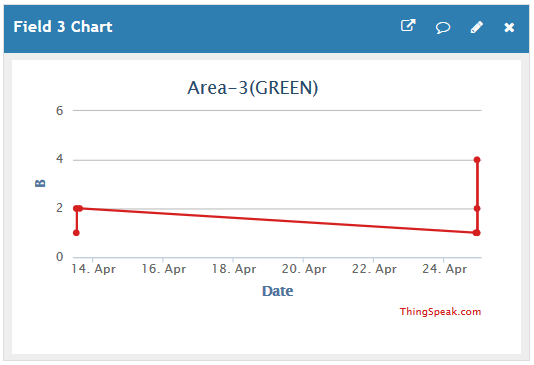 Field 3 Chart
Area-3(GREEN)
6
4
2
0
B
14. Apr 16. Apr 18. Apr 20. Apr 22. Apr 24. Apr
Date
ThingSpeak.com